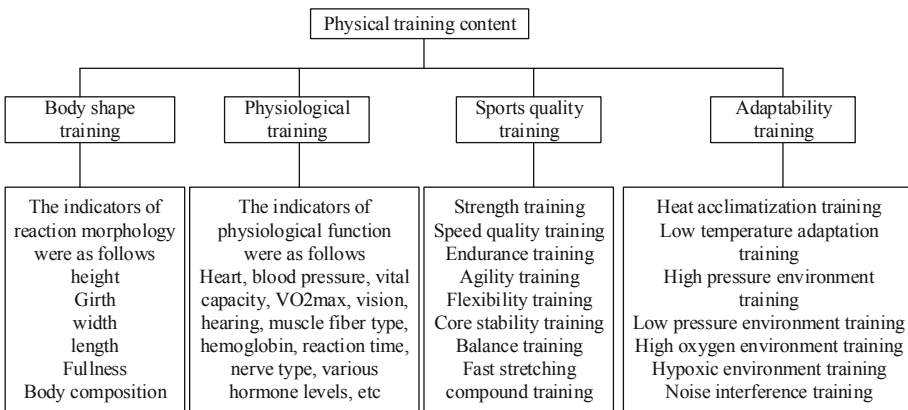 Physical training content
Body shape
training
Physiological
training
Sports quality
training
Adaptability
training
The indicators of
reaction morphology
were as follows
height
Girth
width
length
Fullness
Body composition
The indicators of
physiological function
were as follows
Heart, blood pressure, vital
capacity, VO2max, vision,
hearing, muscle fiber type,
hemoglobin, reaction time,
nerve type, various
hormone levels, etc
Strength training
Speed quality training
Endurance training
Agility training
Flexibility training
Core stability training
Balance training
Fast stretching
compound training
Heat acclimatization training
Low temperature adaptation
training
High pressure environment
training
Low pressure environment training
High oxygen environment training
Hypoxic environment training
Noise interference training